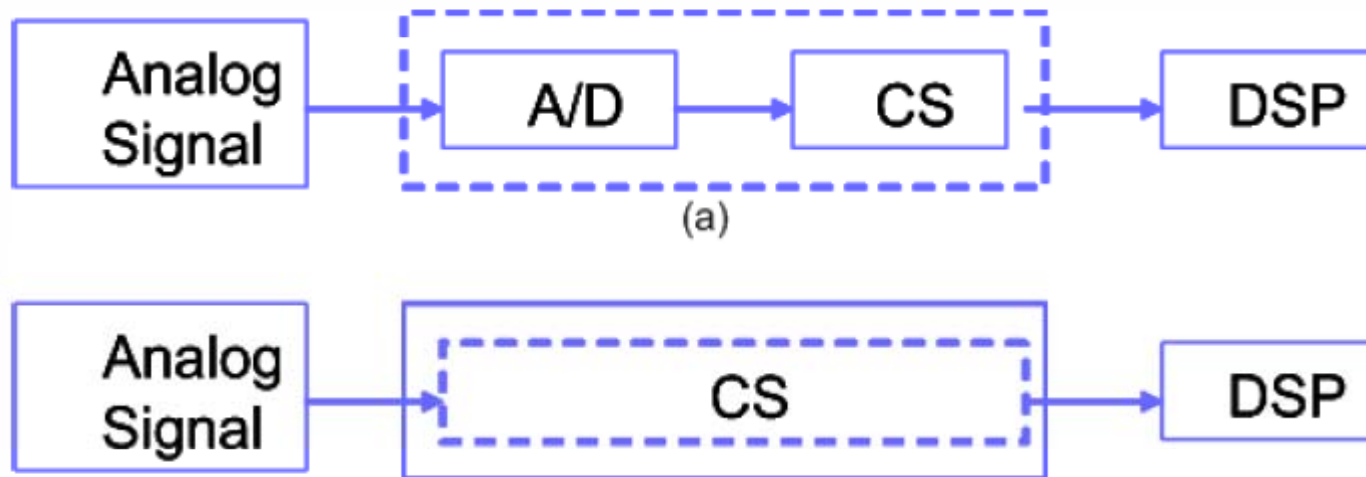 Analog
Signal
A/D
CS
DSP
(a)
Analog
Signal
CS
DSP